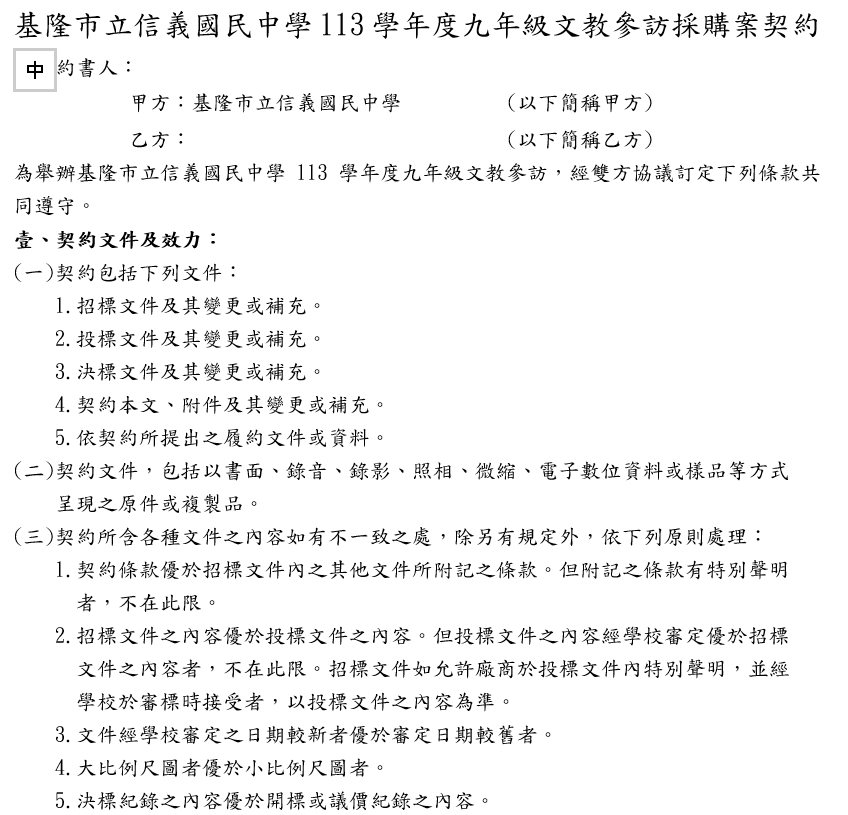 基隆市立信義國民中學 113 學年度九年級文教參訪採購案契約
中 約書人：
甲方：基隆市立信義國民中學 （以下簡稱甲方）
乙方： （以下簡稱乙方）
為舉辦基隆市立信義國民中學 113 學年度九年級文教參訪，經雙方協議訂定下列條款共
同遵守。
壹、契約文件及效力：
(一)契約包括下列文件：
1.招標文件及其變更或補充。
2.投標文件及其變更或補充。
3.決標文件及其變更或補充。
4.契約本文、附件及其變更或補充。
5.依契約所提出之履約文件或資料。
(二)契約文件，包括以書面、錄音、錄影、照相、微縮、電子數位資料或樣品等方式
呈現之原件或複製品。
(三)契約所含各種文件之內容如有不一致之處，除另有規定外，依下列原則處理：
1.契約條款優於招標文件內之其他文件所附記之條款。但附記之條款有特別聲明
者，不在此限。
2.招標文件之內容優於投標文件之內容。但投標文件之內容經學校審定優於招標
文件之內容者，不在此限。招標文件如允許廠商於投標文件內特別聲明，並經
學校於審標時接受者，以投標文件之內容為準。
3.文件經學校審定之日期較新者優於審定日期較舊者。
4.大比例尺圖者優於小比例尺圖者。
5.決標紀錄之內容優於開標或議價紀錄之內容。